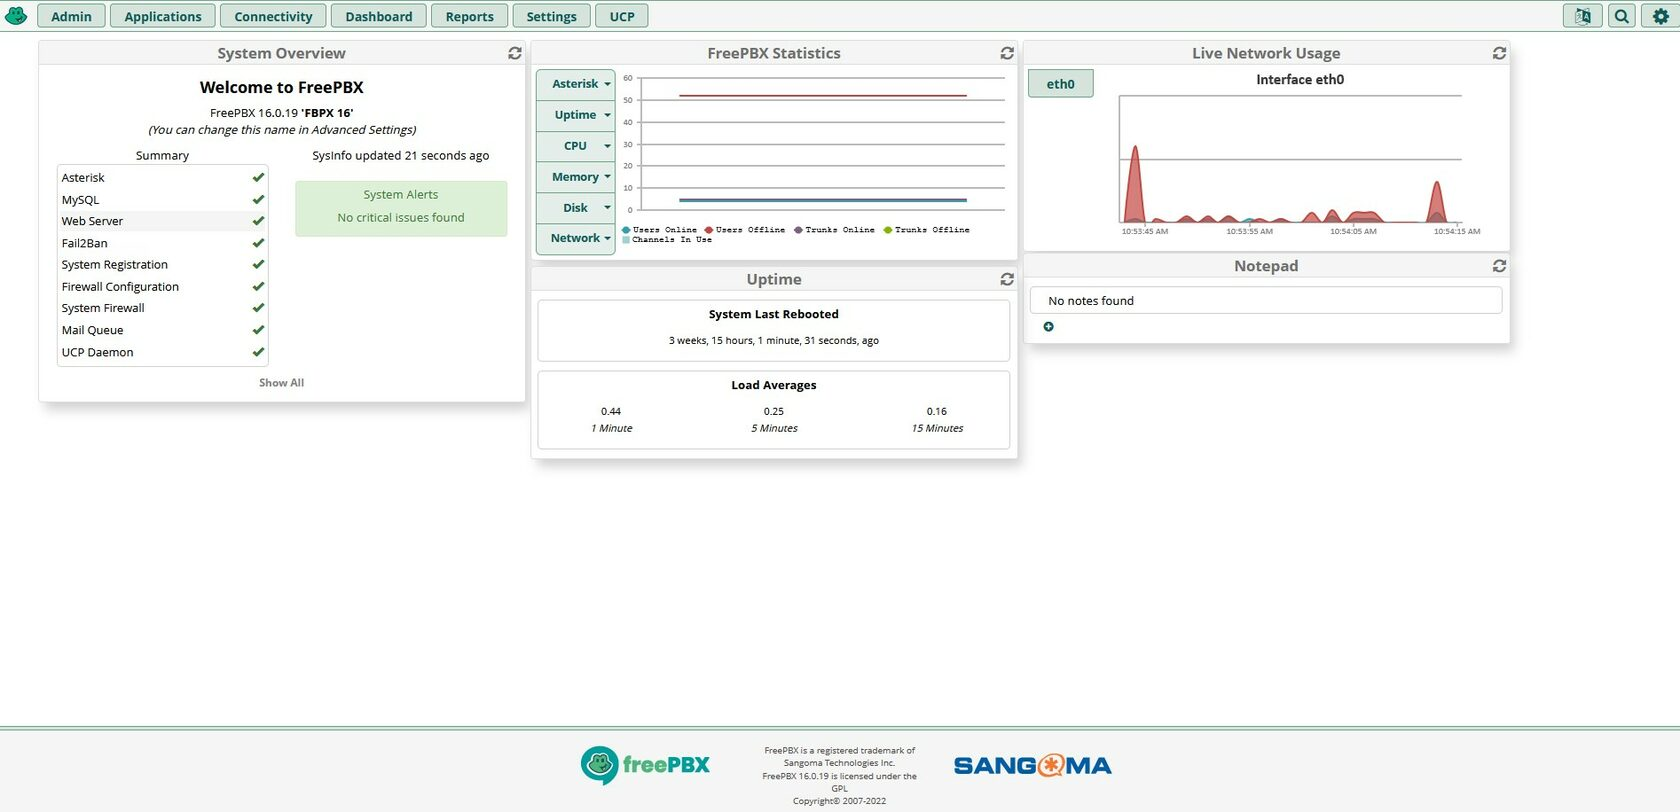 Admin
Applications
Connectivity
Dashboard
Reports
Settings
UCP
System Overview
Welcome to FreePBX
FreePBX 16.0.19 'FBPX 16'
(You can change this name in Advanced Settings)
Summary
SysInfo updated 21 seconds ago
Asterisk
MySQL
Web Server
Fail2Ban
System Registration
Firewall Configuration
System Firewall
Mail Queue
UCP Daemon
System Alerts
No critical issues found
Show All
FreePBX Statistics
Asterisk
Uptime
CPU
Memory
Disk
Network
60
50
40
30
20
10
0
Users Online Users Offline Trunks Online Trunks Offline
Channels In Use
Uptime
System Last Rebooted
3 weeks, 15 hours, 1 minute, 31 seconds, ago
Load Averages
0.44 0.25 0.16
1 Minute 5 Minutes 15 Minutes
Live Network Usage
eth0
Interface eth0
10:53:45 AM 10:53:55 AM 10:54:05 AM 10:54:15 AM
Notepad
No notes found
freePBX
FreePBX is a registered trademark of
Sangoma Technologies Inc.
FreePBX 16.0.19 is licensed under the
GPL
Copyright© 2007-2022
SANGOMA